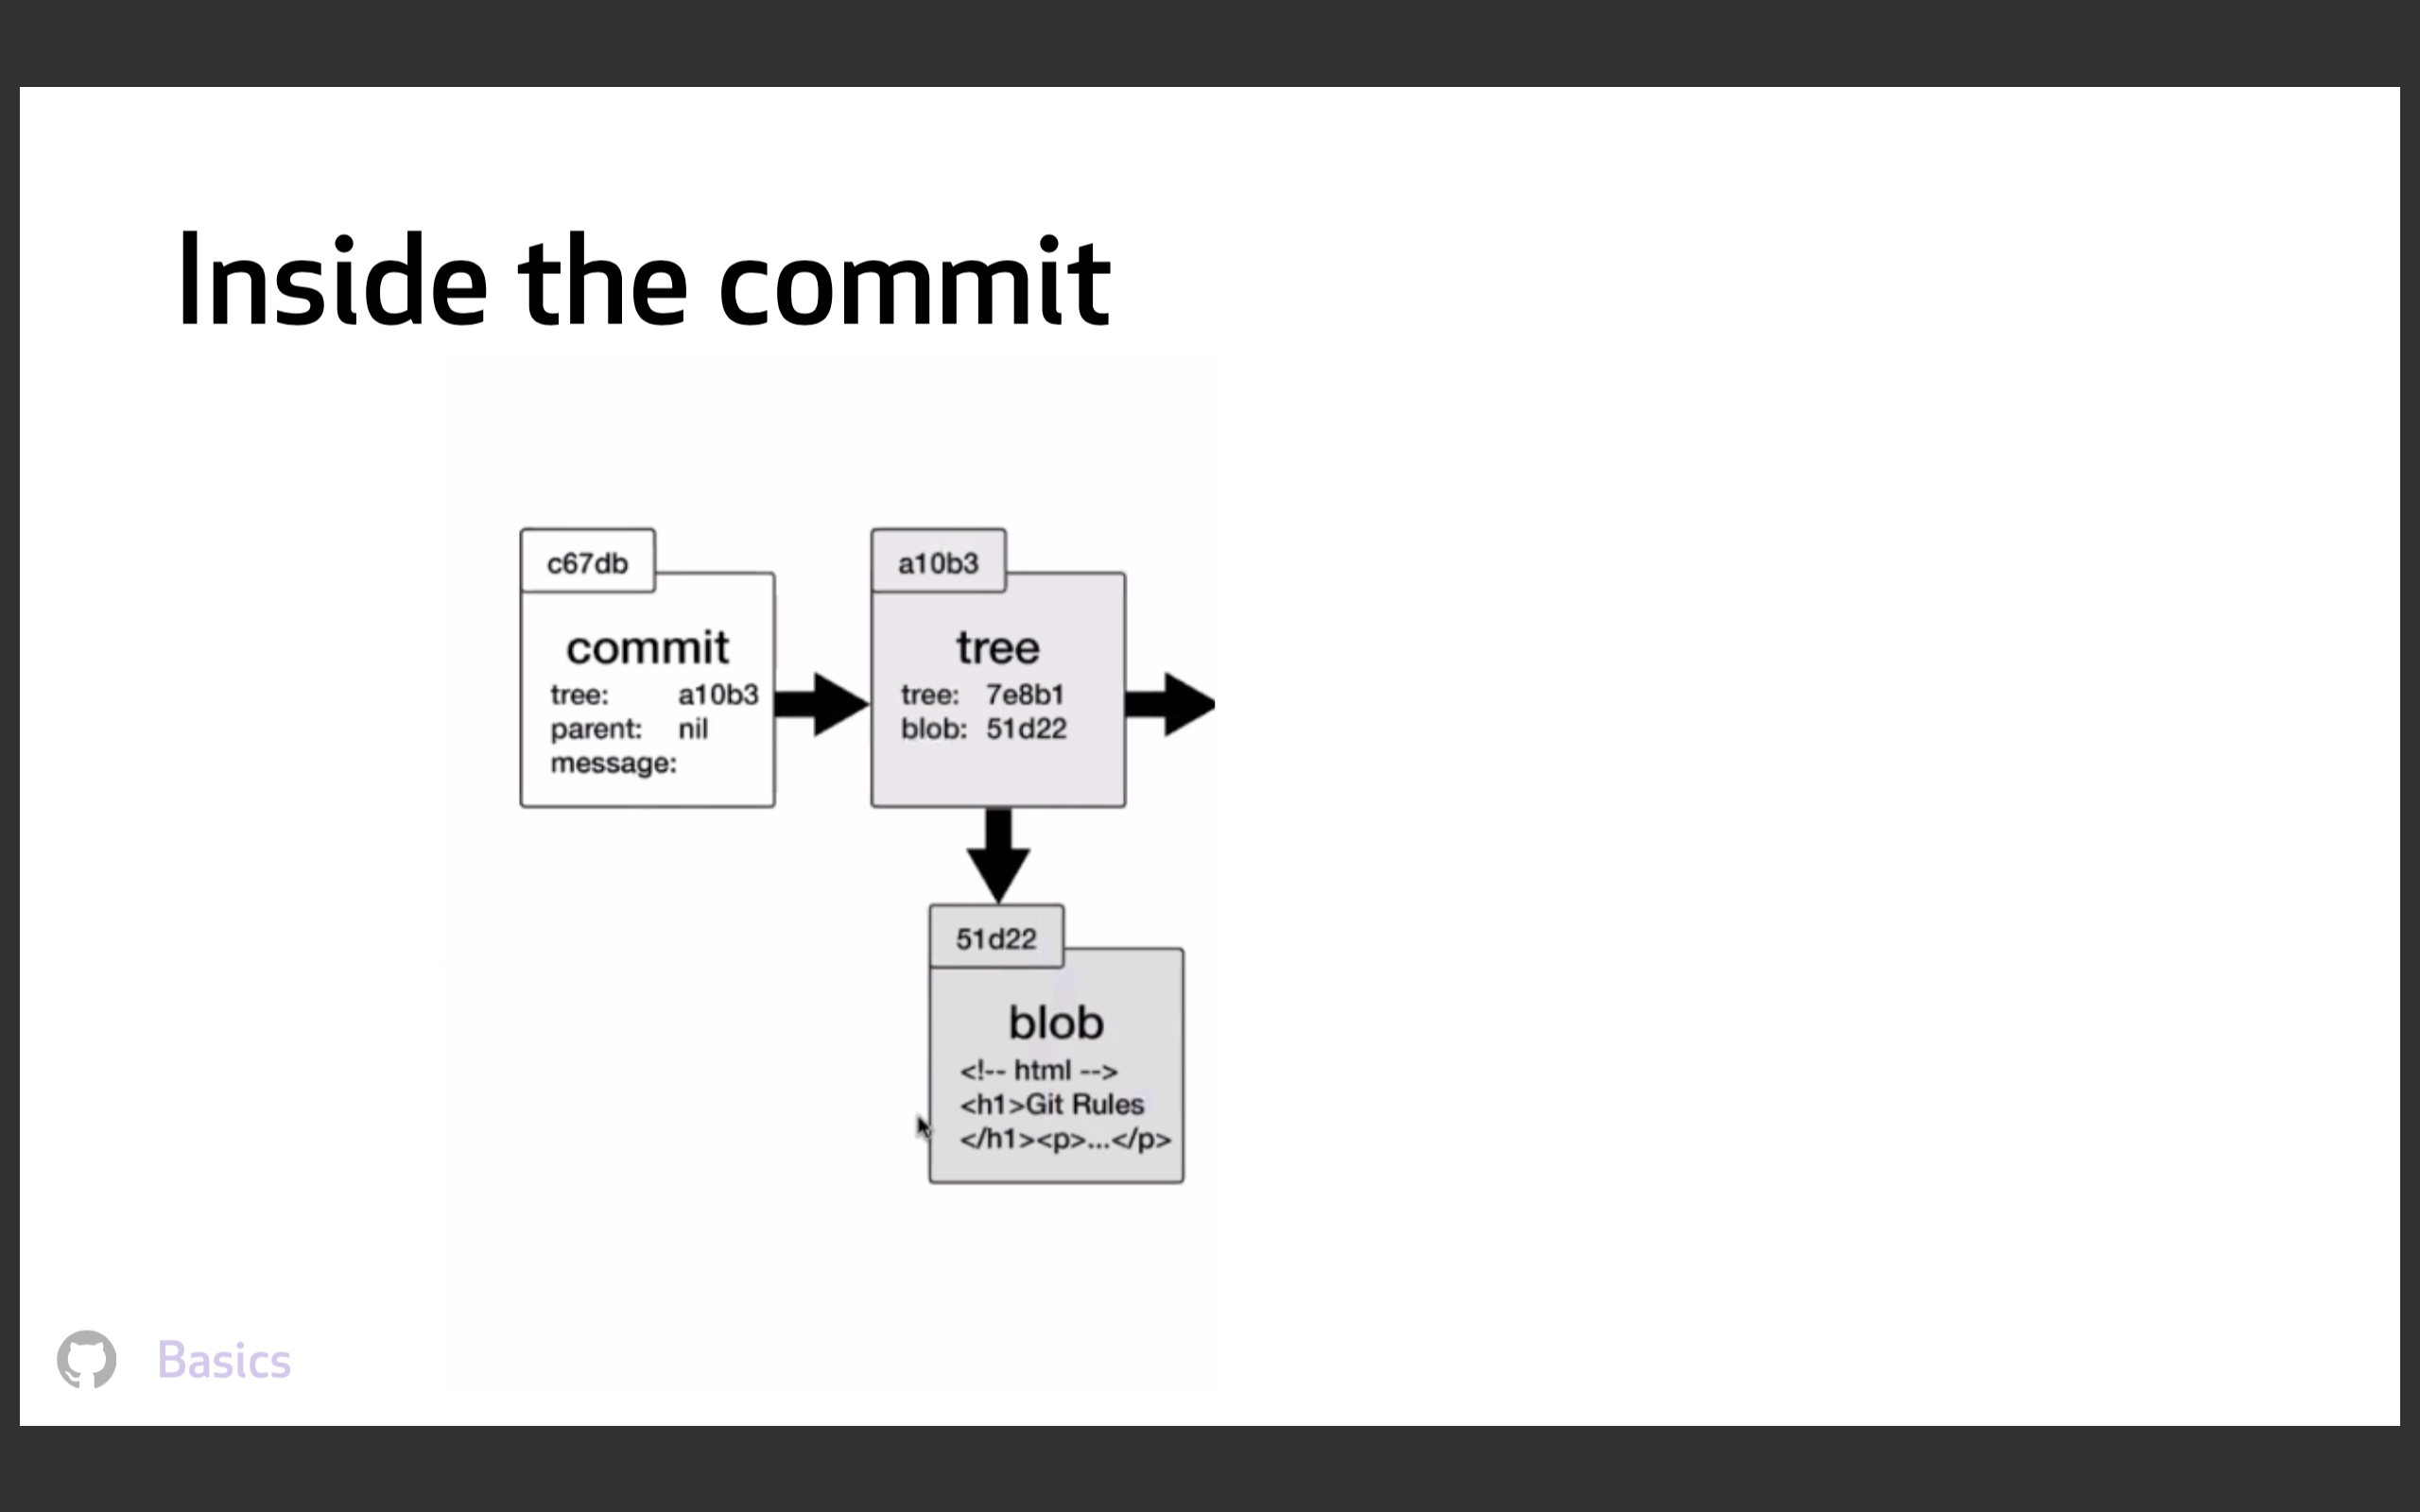 Inside the commit
c67db
commit
tree: a10b3
parent: nil
message:
a10b3
tree
tree: 7e8b1
blob: 51d22
51d22
blob
<!-- html -->
<h1>Git Rules
</h1><p>...</p>
Basics